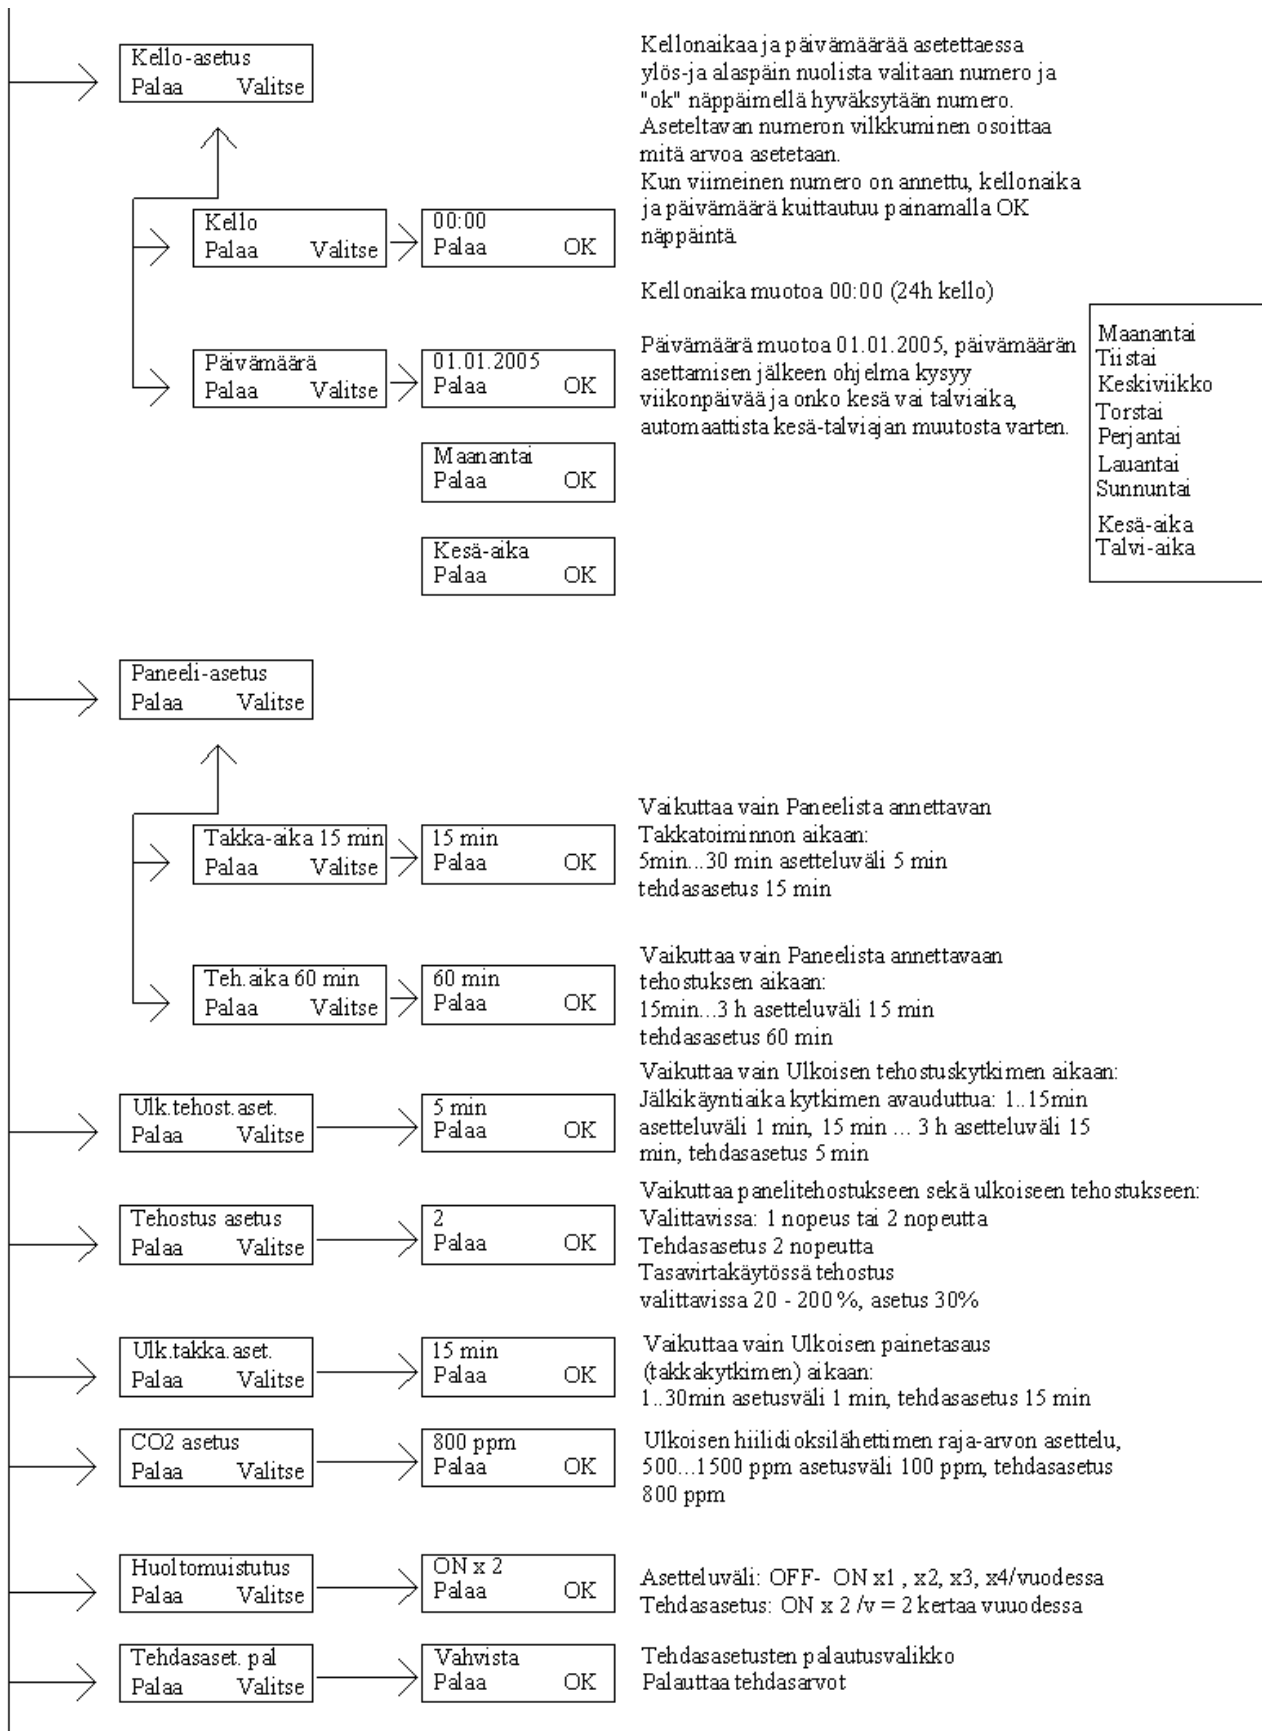 Kello-asetus
Palaa Valitse
Kellonaikaa ja päivämäärää asetettaessa
ylös-ja alaspäin nuolista valitaan numero ja
"ok" näppäimellä hyväksytään numero.
Aseteltavan numeron vilkkuminen osoittaa
mitä arvoa asetetaan.
Kun viimeinen numero on annettu, kellonaika
ja päivämäärä kuittautuu painamalla OK
näppäintä.
Kello
Palaa Valitse
00:00
Palaa OK
Kellonaika muotoa 00:00 (24h kello)
Päivämäärä
Palaa Valitse
01.01.2005
Palaa OK
Päivämäärä muotoa 01.01.2005, päivämäärän
asettamisen jälkeen ohjelma kysyy
viikonpäivää ja onko kesä vai talviaika,
automaattista kesä-talviajan muutosta varten.
Maanantai
Palaa OK
Kesä-aika
Palaa OK
Maanantai
Tiistai
Keskiviikko
Torstai
Perjantai
Lauantai
Sunnuntai
Kesä-aika
Talvi-aika
Paneeli-asetus
Palaa Valitse
Takka-aika 15 min
Palaa Valitse
15 min
Palaa OK
Vaikuttaa vain Paneelista annettavan
Takkatoiminnon aikaan:
5min...30 min asetteluväli 5 min
tehdasasetus 15 min
Teh.aika 60 min
Palaa Valitse
60 min
Palaa OK
Vaikuttaa vain Paneelista annettavaan
tehostuksen aikaan:
15min...3 h asetteluväli 15 min
tehdasasetus 60 min
Ulk.tehost.aset.
Palaa Valitse
5 min
Palaa OK
Vaikuttaa vain Ulkoisen tehostuskytkimen aikaan:
Jälkikäyntiaika kytkimen avauduttua: 1..15min
asetteluväli 1 min, 15 min ... 3 h asetteluväli 15
min, tehdasasetus 5 min
Tehostus asetus
Palaa Valitse
2
Palaa OK
Vaikuttaa panelitehostukseen sekä ulkoiseen tehostukseen:
Valittavissa: 1 nopeus tai 2 nopeutta
Tehdasasetus 2 nopeutta
Tasavirtakäytössä tehostus
valittavissa 20 - 200 %, asetus 30%
Ulk.takka.aset.
Palaa Valitse
15 min
Palaa OK
Vaikuttaa vain Ulkoisen painetasaus
(takkakytkimen) aikaan:
1..30min asetusväli 1 min, tehdasasetus 15 min
CO2 asetus
Palaa Valitse
800 ppm
Palaa OK
Ulkoisen hiilidioksilähettimen raja-arvon asettelu,
500...1500 ppm asetusväli 100 ppm, tehdasasetus
800 ppm
Huoltomuistutus
Palaa Valitse
ON x 2
Palaa OK
Asetteluväli: OFF- ON x1 , x2, x3, x4/vuodessa
Tehdasasetus: ON x 2 /v = 2 kertaa vuuodessa
Tehdasaset. pal
Palaa Valitse
Vahvista
Palaa OK
Tehdasasetusten palautusvalikko
Palauttaa tehdasarvot